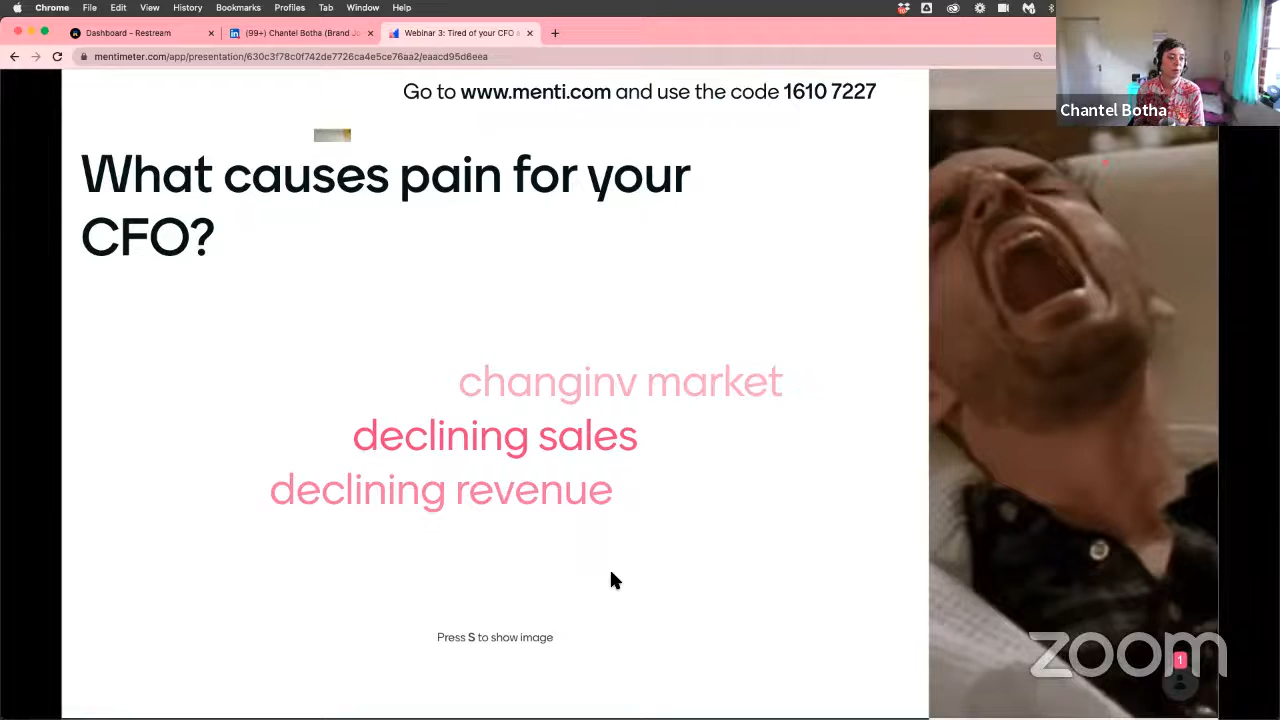 Chrome File Edit View History Bookmarks Profiles Tab Window Help
Dashboard - Restream
(99+) Chantel Botha (Brand Jo
Webinar 3: Tired of your CFO a
mentimeter.com/app/presentation/630c3f78c0f742de7726ca4e5ce76aa2/eaacd95d6eea
Chantel Botha
Go to www.menti.com and use the code 1610 7227
What causes pain for your
CFO?
changinv market
declining sales
declining revenue
Press S to show image
zoom
1